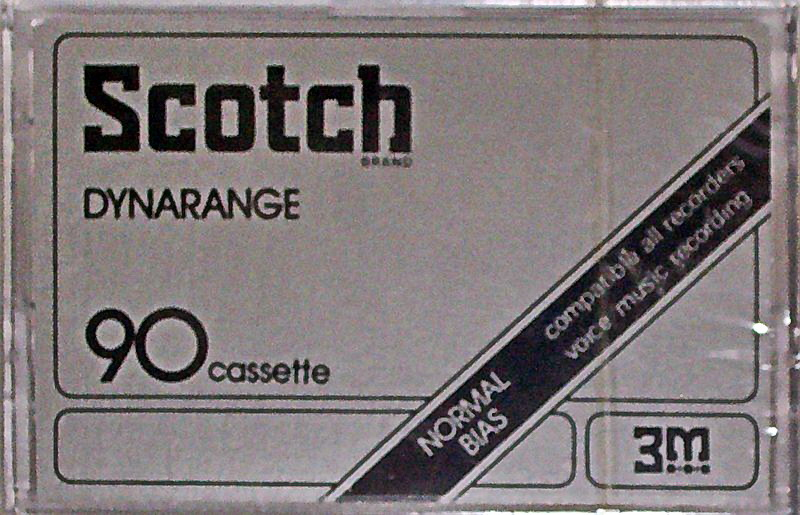 Scotch
BRAND
DYNARANGE
90 cassette
compatible all recorders
voice music recording
NORMAL
BIAS
3M